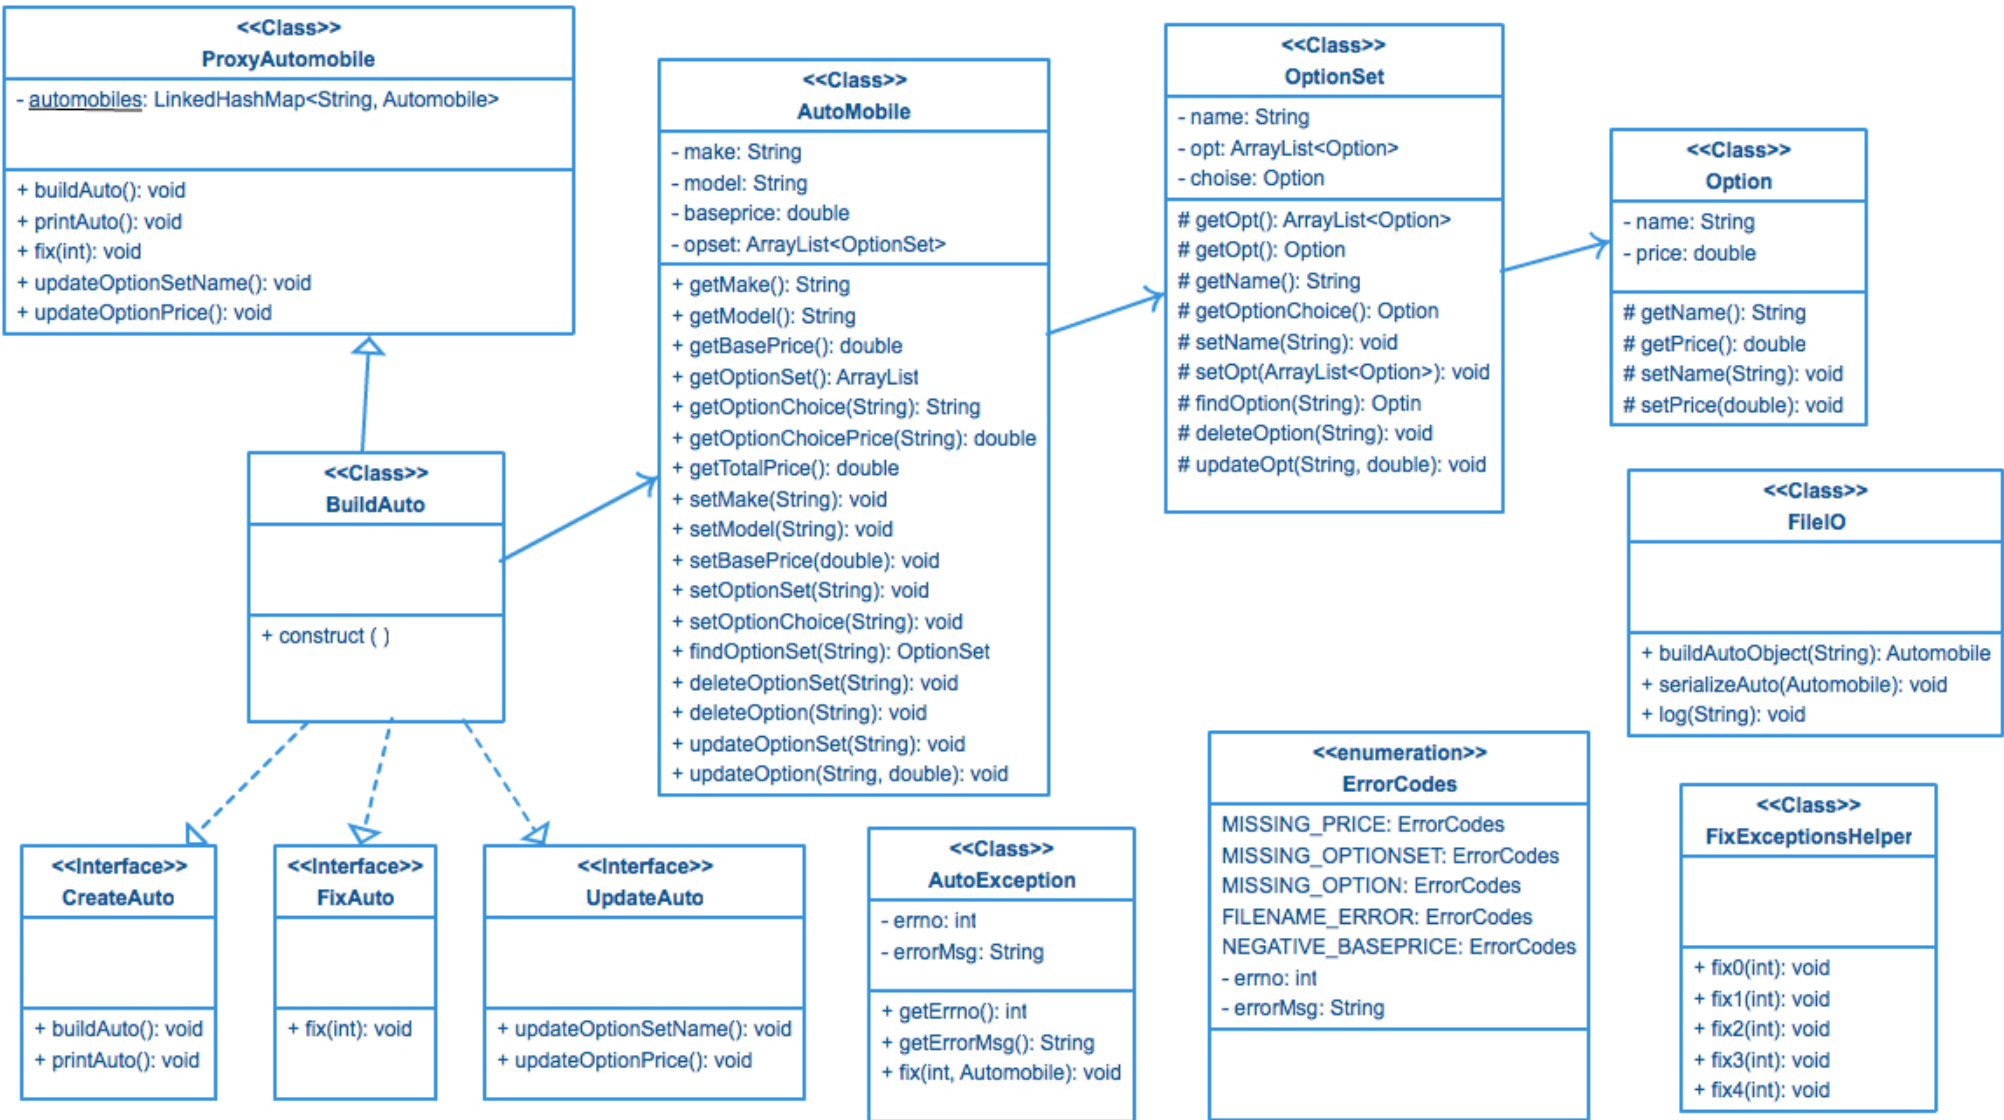 <<Class>>
ProxyAutomobile
- automobiles: LinkedHashMap<String, Automobile>
+ buildAuto(): void
+ printAuto(): void
+ fix(int): void
+ updateOptionSetName(): void
+ updateOptionPrice(): void
<<Class>>
BuildAuto
+ construct ( )
<<Interface>>
CreateAuto
+ buildAuto(): void
+ printAuto(): void
<<Interface>>
FixAuto
+ fix(int): void
<<Interface>>
UpdateAuto
+ updateOptionSetName(): void
+ updateOptionPrice(): void
<<Class>>
AutoMobile
- make: String
- model: String
- baseprice: double
- opset: ArrayList<OptionSet>
+ getMake(): String
+ getModel(): String
+ getBasePrice(): double
+ getOptionSet(): ArrayList
+ getOptionChoice(String): String
+ getOptionChoicePrice(String): double
+ getTotalPrice(): double
+ setMake(String): void
+ setModel(String): void
+ setBasePrice(double): void
+ setOptionSet(String): void
+ setOptionChoice(String): void
+ findOptionSet(String): OptionSet
+ deleteOptionSet(String): void
+ deleteOption(String): void
+ updateOptionSet(String): void
+ updateOption(String, double): void
<<Class>>
AutoException
- errno: int
- errorMsg: String
+ getErrno(): int
+ getErrorMsg(): String
+ fix(int, Automobile): void
<<Class>>
OptionSet
- name: String
- opt: ArrayList<Option>
- choise: Option
# getOpt(): ArrayList<Option>
# getOpt(): Option
# getName(): String
# getOptionChoice(): Option
# setName(String): void
# setOpt(ArrayList<Option>): void
# findOption(String): Optin
# deleteOption(String): void
# updateOpt(String, double): void
<<enumeration>>
ErrorCodes
MISSING_PRICE: ErrorCodes
MISSING_OPTIONSET: ErrorCodes
MISSING_OPTION: ErrorCodes
FILENAME_ERROR: ErrorCodes
NEGATIVE_BASEPRICE: ErrorCodes
- errno: int
- errorMsg: String
<<Class>>
Option
- name: String
- price: double
# getName(): String
# getPrice(): double
# setName(String): void
# setPrice(double): void
<<Class>>
FileIO
+ buildAutoObject(String): Automobile
+ serializeAuto(Automobile): void
+ log(String): void
<<Class>>
FixExceptionsHelper
+ fix0(int): void
+ fix1(int): void
+ fix2(int): void
+ fix3(int): void
+ fix4(int): void